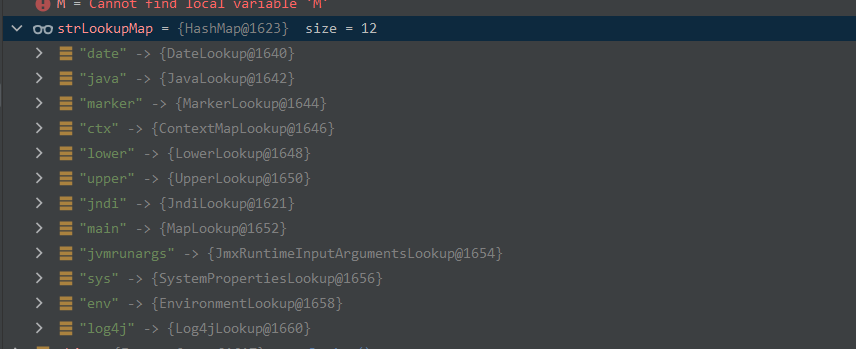 M = Cannot find local variable 'M'
strLookupMap = {HashMap@1623} size = 12
"date" -> {DateLookup@1640}
"java" -> {JavaLookup@1642}
"marker" -> {MarkerLookup@1644}
"ctx" -> {ContextMapLookup@1646}
"lower" -> {LowerLookup@1648}
"upper" -> {UpperLookup@1650}
"jndi" -> {JndiLookup@1621}
"main" -> {MapLookup@1652}
"jvmrunargs" -> {JmxRuntimeInputArgumentsLookup@1654}
"sys" -> {SystemPropertiesLookup@1656}
"env" -> {EnvironmentLookup@1658}
"log4j" -> {Log4jLookup@1660}